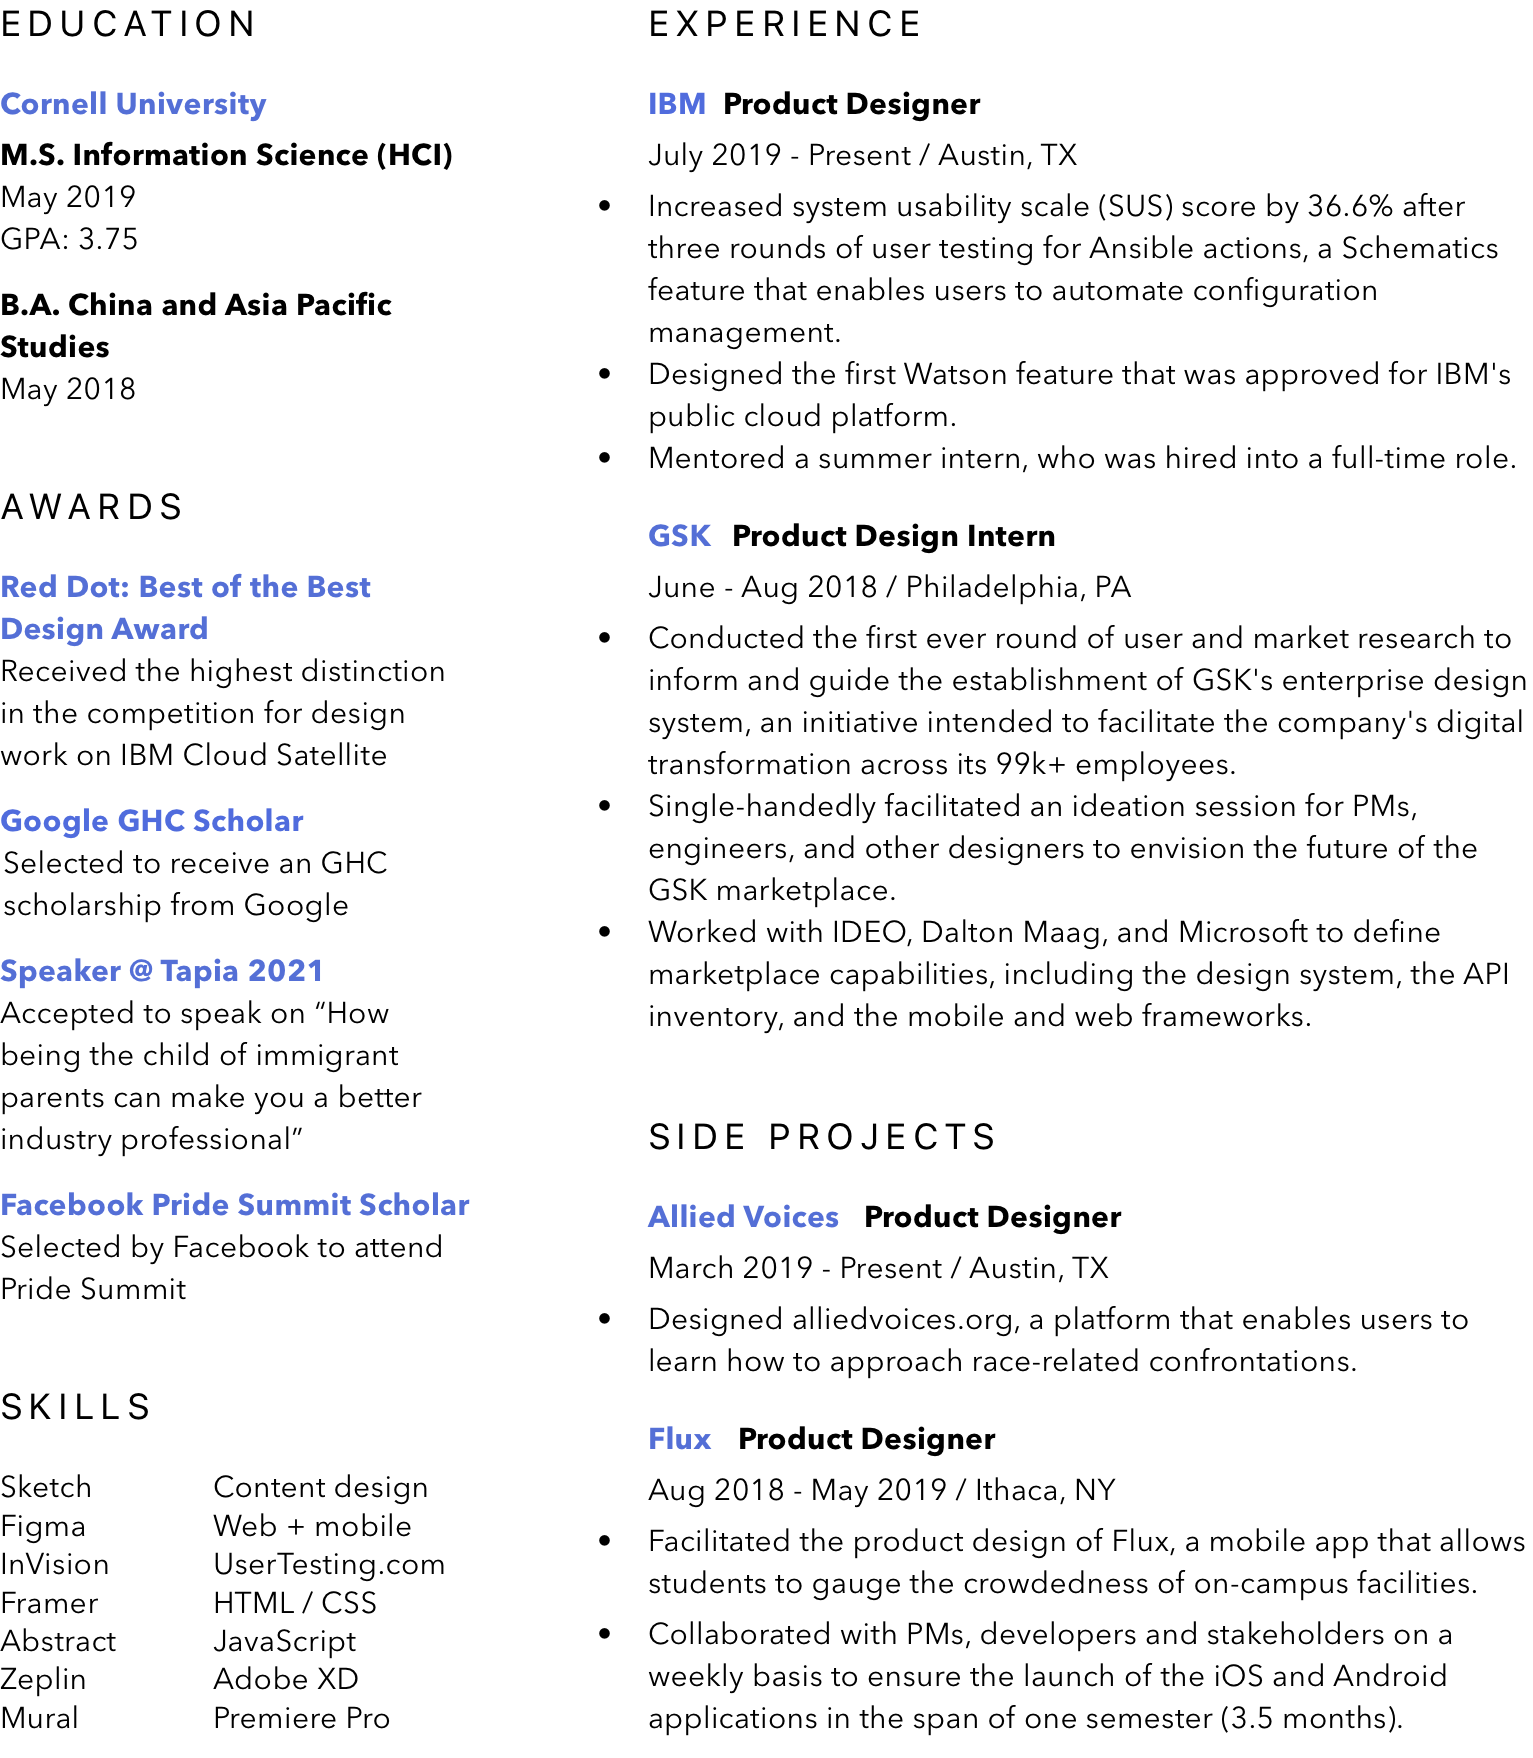 EDUCATION
Cornell University
M.S. Information Science (HCI)
May 2019
GPA: 3.75
B.A. China and Asia Pacific
Studies
May 2018
AWARDS
Red Dot: Best of the Best
Design Award
Received the highest distinction
in the competition for design
work on IBM Cloud Satellite
Google GHC Scholar
Selected to receive an GHC
scholarship from Google
Speaker @ Tapia 2021
Accepted to speak on “How
being the child of immigrant
parents can make you a better
industry professional”
Facebook Pride Summit Scholar
Selected by Facebook to attend
Pride Summit
SKILLS
Sketch
Figma
InVision
Framer
Abstract
Zeplin
Mural
Content design
Web + mobile
UserTesting.com
HTML / CSS
JavaScript
Adobe XD
Premiere Pro
EXPERIENCE
IBM Product Designer
July 2019 - Present / Austin, TX
• Increased system usability scale (SUS) score by 36.6% after
three rounds of user testing for Ansible actions, a Schematics
feature that enables users to automate configuration
management.
• Designed the first Watson feature that was approved for IBM's
public cloud platform.
• Mentored a summer intern, who was hired into a full-time role.
GSK Product Design Intern
June - Aug 2018 / Philadelphia, PA
• Conducted the first ever round of user and market research to
inform and guide the establishment of GSK's enterprise design
system, an initiative intended to facilitate the company's digital
transformation across its 99k+ employees.
• Single-handedly facilitated an ideation session for PMs,
engineers, and other designers to envision the future of the
GSK marketplace.
• Worked with IDEO, Dalton Maag, and Microsoft to define
marketplace capabilities, including the design system, the API
inventory, and the mobile and web frameworks.
SIDE PROJECTS
Allied Voices Product Designer
March 2019 - Present / Austin, TX
• Designed alliedvoices.org, a platform that enables users to
learn how to approach race-related confrontations.
Flux Product Designer
Aug 2018 - May 2019 / Ithaca, NY
• Facilitated the product design of Flux, a mobile app that allows
students to gauge the crowdedness of on-campus facilities.
• Collaborated with PMs, developers and stakeholders on a
weekly basis to ensure the launch of the iOS and Android
applications in the span of one semester (3.5 months).